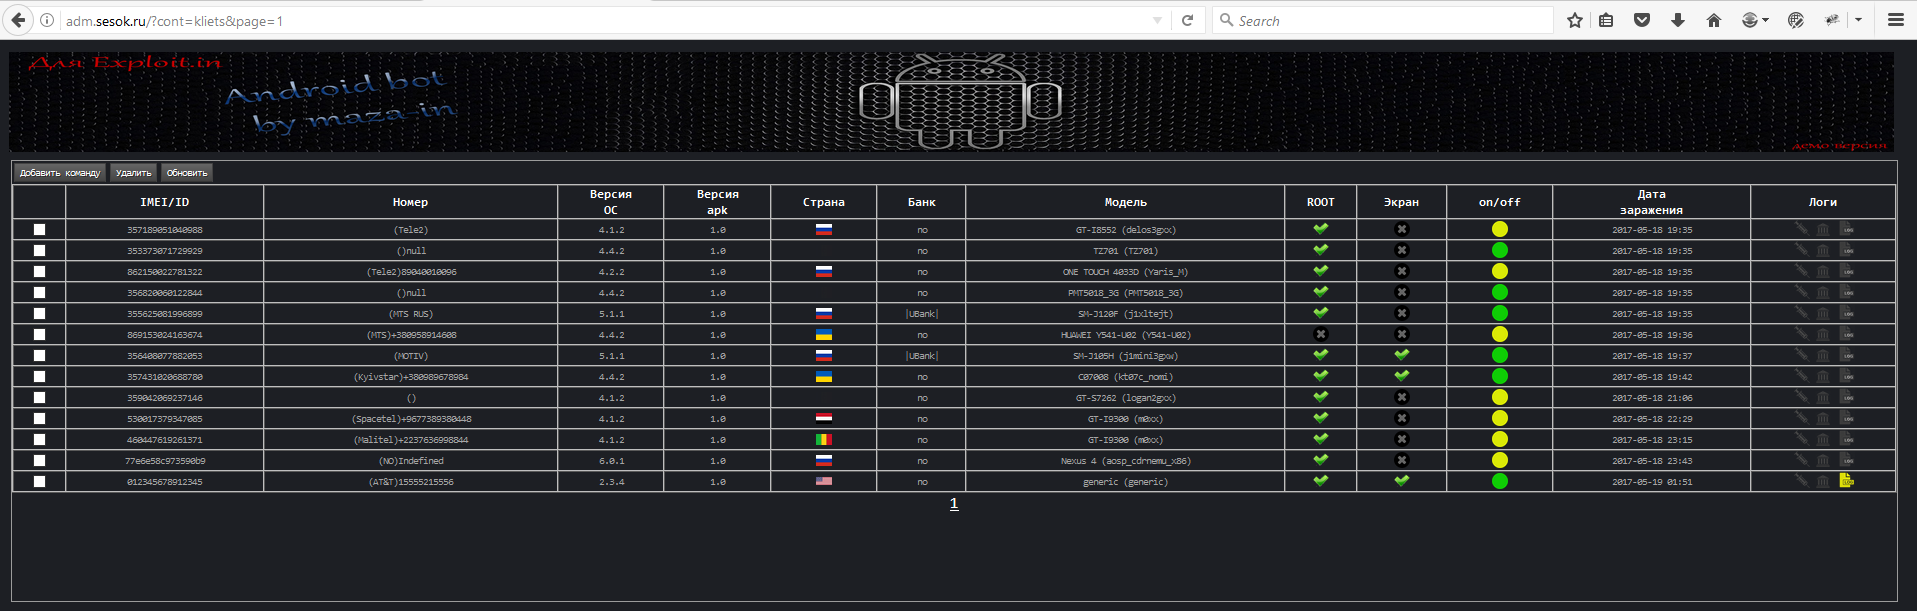 adm.sesok.ru/?cont=kliets&page=1
Search
Для Exploit.in
Android bot
by maza-in
демо версия
Добавить команду Удалить Обновить
IMEI/ID Номер Версия ОС Версия apk Страна Банк Модель ROOT Экран on/off Дата заражения Логи
357189051040988 (Tele2) 4.1.2 1.0 no GT-I8552 (delos3gxx) 2017-05-18 19:35
353373071729929 ()null 4.4.2 1.0 no TZ701 (TZ701) 2017-05-18 19:35
862150022781322 (Tele2)89040010096 4.2.2 1.0 no ONE TOUCH 4033D (Yaris_M) 2017-05-18 19:35
356820060122844 ()null 4.4.2 1.0 no PMT5018_3G (PMT5018_3G) 2017-05-18 19:35
355625081996899 (MTS RUS) 5.1.1 1.0 |UBank| SM-J120F (j1xltejt) 2017-05-18 19:35
869153024163674 (MTS)+380958914608 4.4.2 1.0 no HUAWEI Y541-U02 (Y541-U02) 2017-05-18 19:36
356408077882053 (MOTIV) 5.1.1 1.0 |UBank| SM-J105H (j1mini3gxw) 2017-05-18 19:37
357431020688780 (Kyivstar)+380989678984 4.4.2 1.0 no C07008 (kt07c_nomi) 2017-05-18 19:42
359042069237146 () 4.1.2 1.0 no GT-S7262 (logan2gxx) 2017-05-18 21:06
530017379347085 (Spacetel)+9677389380448 4.1.2 1.0 no GT-I9300 (m0xx) 2017-05-18 22:29
460447619261371 (Malitel)+2237636998844 4.1.2 1.0 no GT-I9300 (m0xx) 2017-05-18 23:15
77e6e58c973590b9 (NO)Indefined 6.0.1 1.0 no Nexus 4 (aosp_cdrnemu_x86) 2017-05-18 23:43
012345678912345 (AT&T)15555215556 2.3.4 1.0 no generic (generic) 2017-05-19 01:51
1